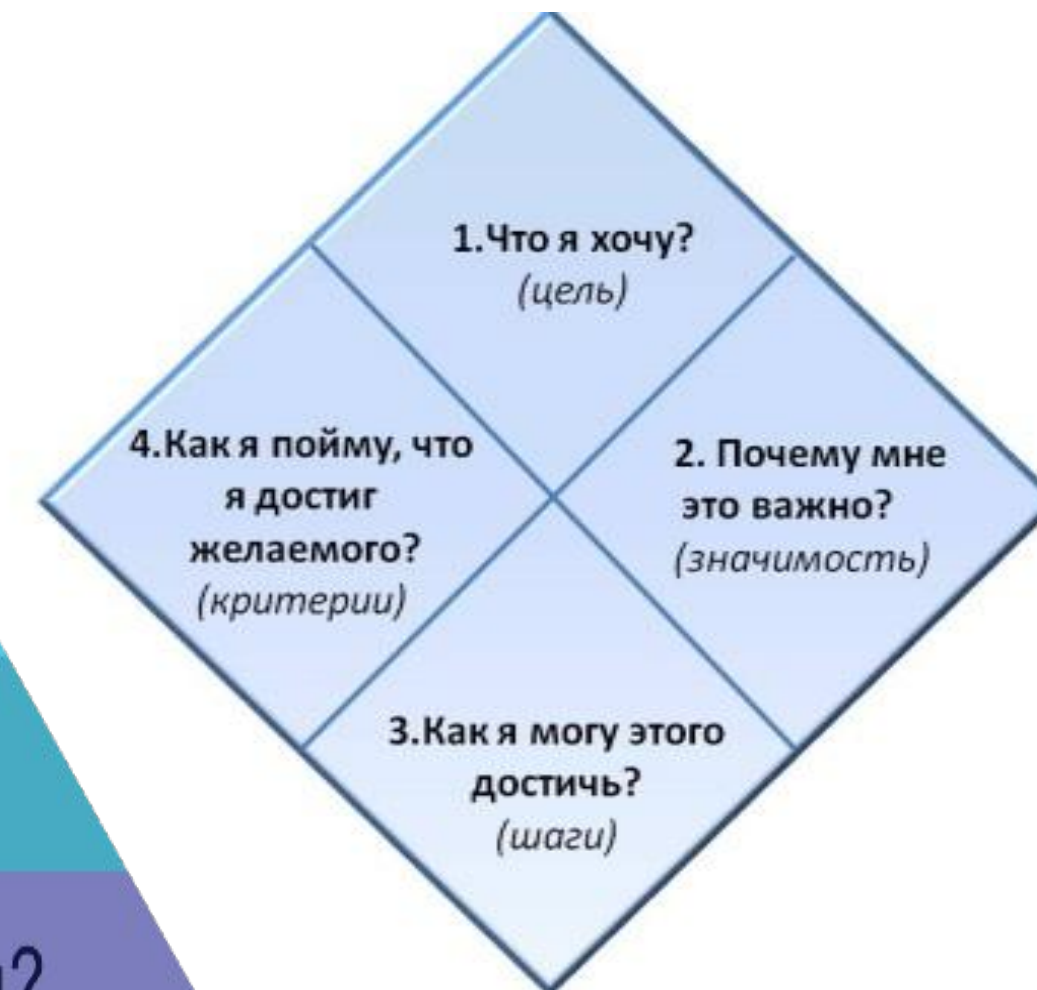 1.Что я хочу?
(цель)
2. Почему мне
это важно?
(значимость)
3.Как я могу этого
достичь?
(шаги)
4.Как я пойму, что
я достиг
желаемого?
(критерии)